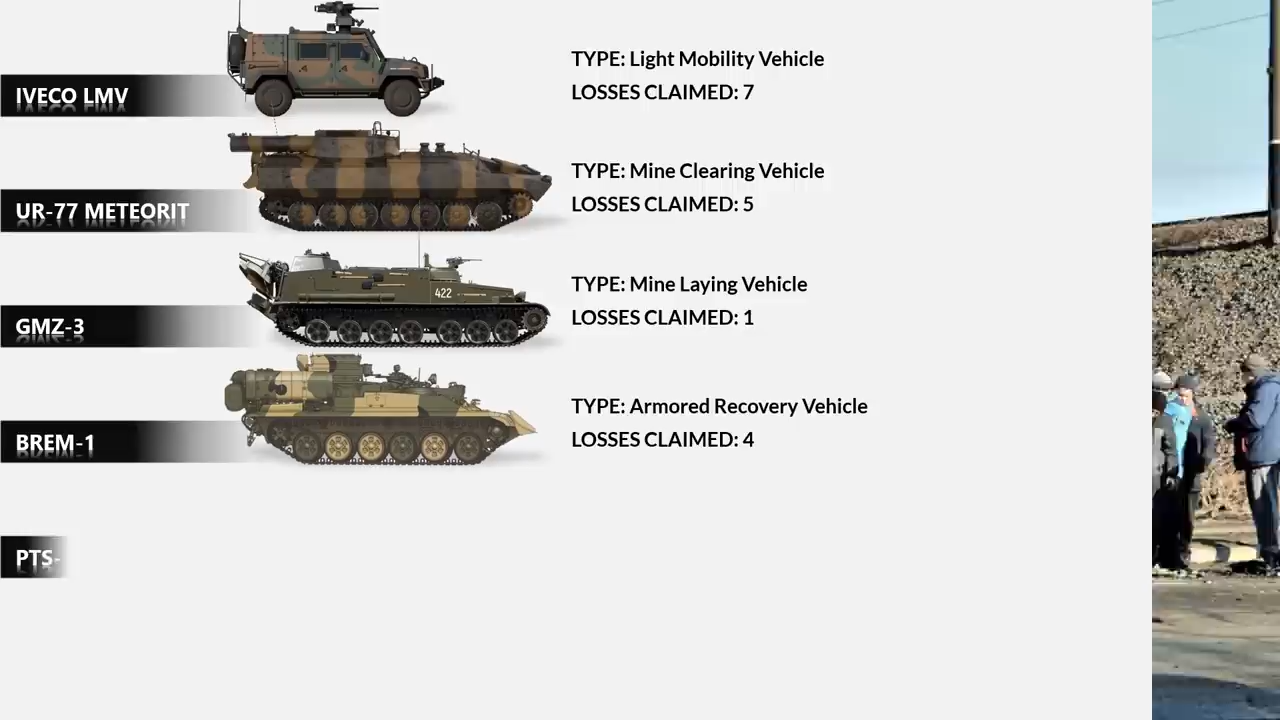 IVECO LMV
TYPE: Light Mobility Vehicle
LOSSES CLAIMED: 7
UR-77 METEORIT
TYPE: Mine Clearing Vehicle
LOSSES CLAIMED: 5
GMZ-3
422
TYPE: Mine Laying Vehicle
LOSSES CLAIMED: 1
BREM-1
TYPE: Armored Recovery Vehicle
LOSSES CLAIMED: 4
PTS-